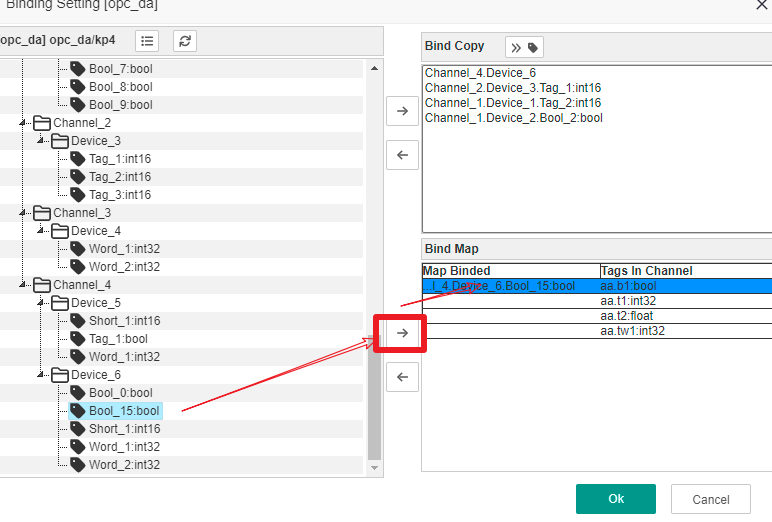 Binding Setting [opc_da]
[opc_da] opc_da/kp4
Bool_7:bool
Bool_8:bool
Bool_9:bool
Channel_2
Device_3
Tag_1:int16
Tag_2:int16
Tag_3:int16
Channel_3
Device_4
Word_1:int32
Word_2:int32
Channel_4
Device_5
Short_1:int16
Tag_1:bool
Word_1:int32
Device_6
Bool_0:bool
Bool_15:bool
Short_1:int16
Word_1:int32
Word_2:int32
Bind Copy
Channel_4.Device_6
Channel_2.Device_3.Tag_1:int16
Channel_1.Device_1.Tag_2:int16
Channel_1.Device_2.Bool_2:bool
Bind Map
Map Binded Tags In Channel
...l_4.Device_6.Bool_15:bool aa.b1:bool
aa.t1:int32
aa.t2:float
aa.tw1:int32
Ok Cancel